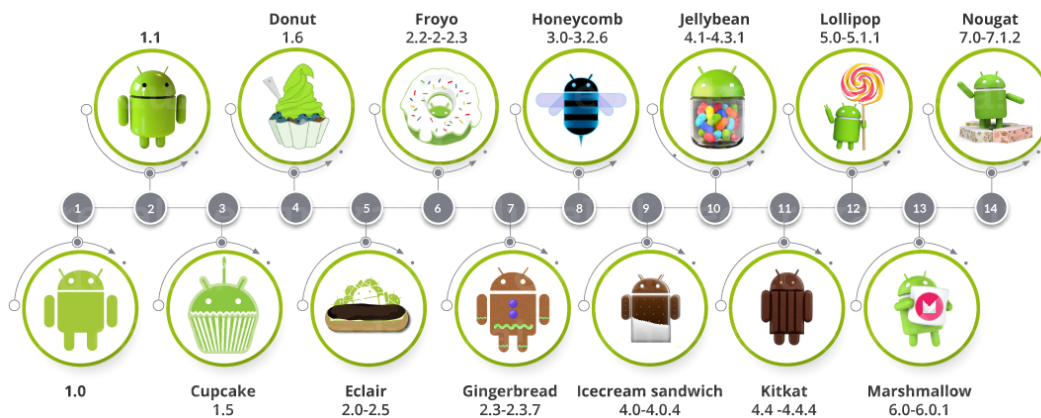 1.1
Donut
1.6
Froyo
2.2-2-2.3
Honeycomb
3.0-3.2.6
Jellybean
4.1-4.3.1
Lollipop
5.0-5.1.1
Nougat
7.0-7.1.2
1
2
3
4
5
6
7
8
9
10
11
12
13
14
1.0
Cupcake
1.5
Eclair
2.0-2.5
Gingerbread
2.3-2.3.7
Icecream sandwich
4.0-4.0.4
Kitkat
4.4 -4.4.4
Marshmallow
6.0-6.0.1